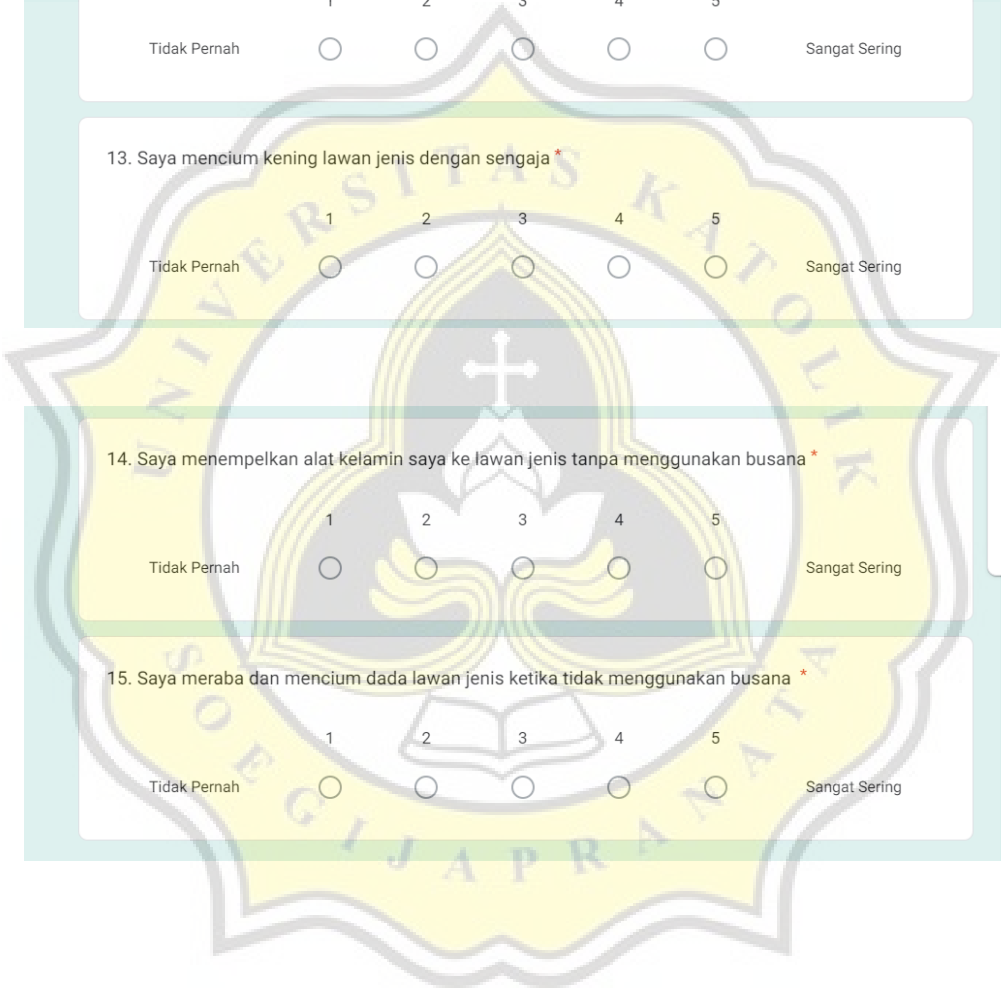 1 2 3 4 5
Tidak Pernah Sangat Sering
13. Saya mencium kening lawan jenis dengan sengaja *
1 2 3 4 5
Tidak Pernah Sangat Sering
14. Saya menempelkan alat kelamin saya ke lawan jenis tanpa menggunakan busana *
1 2 3 4 5
Tidak Pernah Sangat Sering
15. Saya meraba dan mencium dada lawan jenis ketika tidak menggunakan busana *
1 2 3 4 5
Tidak Pernah Sangat Sering
UNIVERSITAS KATOLIK
SOEGIJAPRANATA